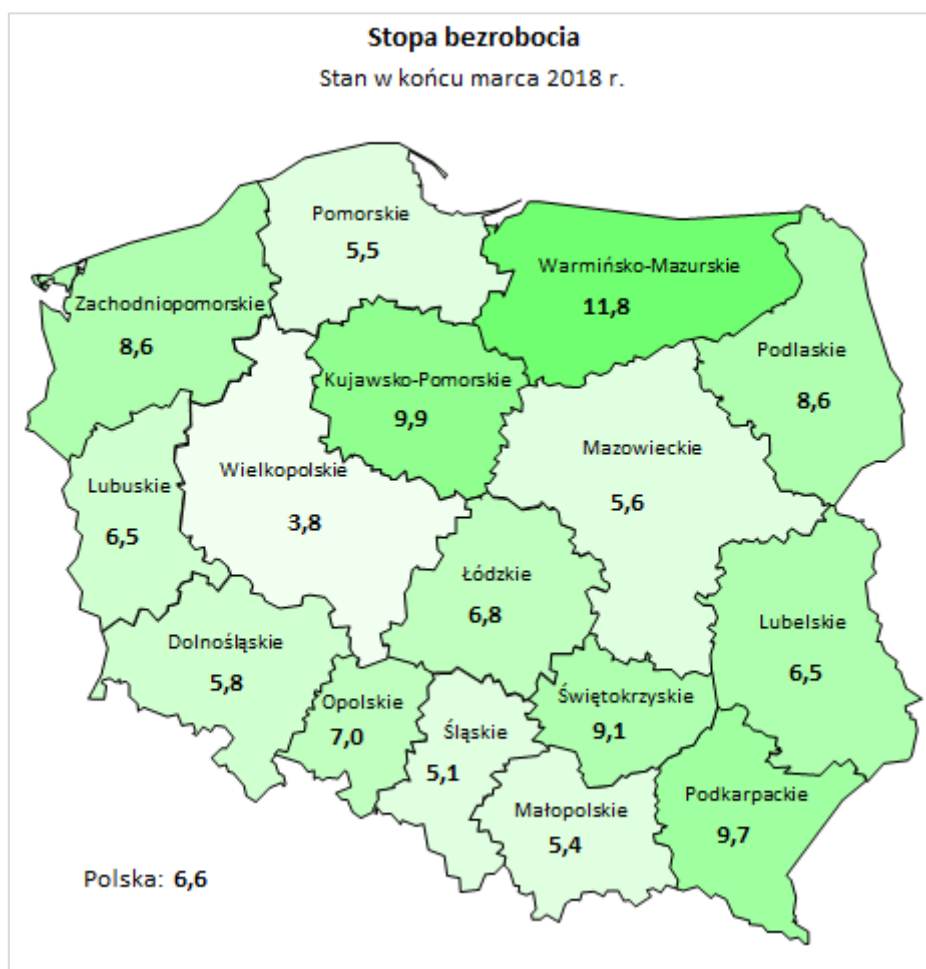 Stopa bezrobocia
Stan w końcu marca 2018 r.
Pomorskie
5,5
Warmińsko-Mazurskie
11,8
Zachodniopomorskie
8,6
Podlaskie
8,6
Kujawsko-Pomorskie
9,9
Mazowieckie
5,6
Wielkopolskie
3,8
Lubuskie
6,5
Łódzkie
6,8
Lubelskie
6,5
Dolnośląskie
5,8
Opolskie
7,0
Śląskie
5,1
Świętokrzyskie
9,1
Małopolskie
5,4
Podkarpackie
9,7
Polska: 6,6